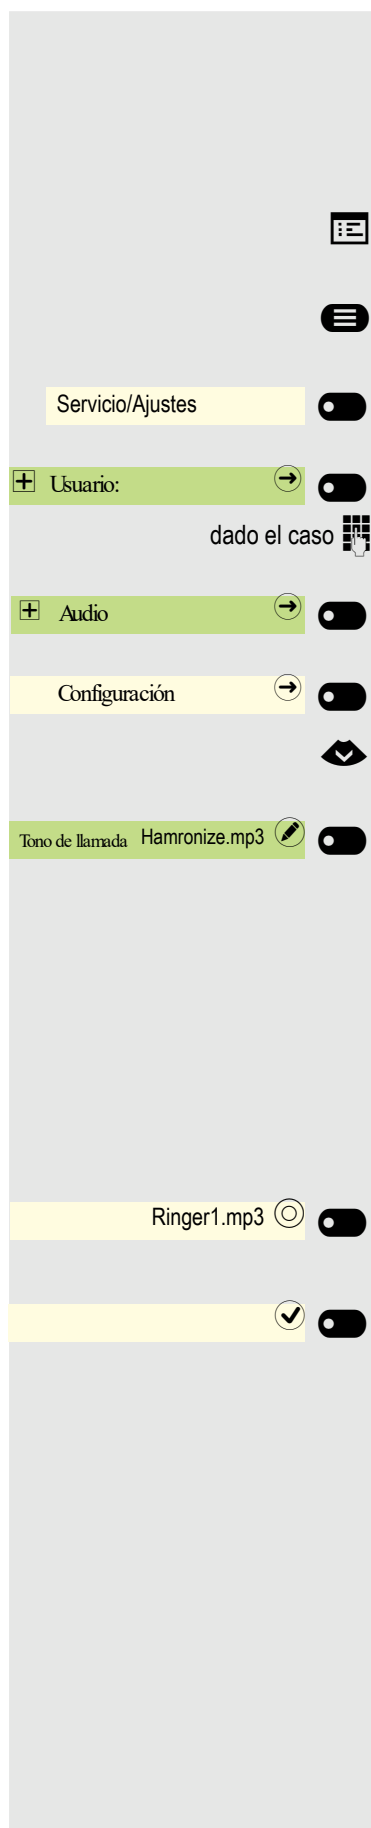 Servicio/Ajustes
Usuario:
dado el caso
Audio
Configuración
Tono de llamada Hamronize.mp3
Ringer1.mp3